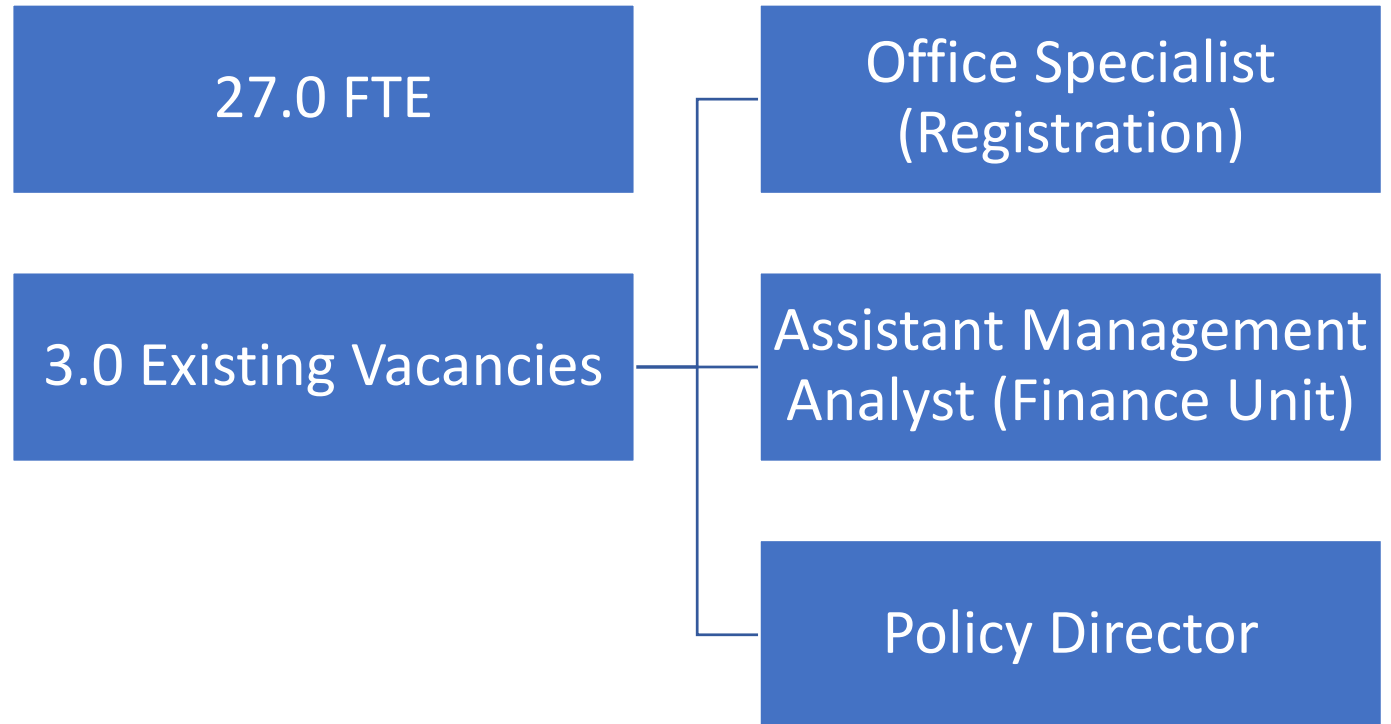 27.0 FTE
3.0 Existing Vacancies
Office Specialist
(Registration)
Assistant Management
Analyst (Finance Unit)
Policy Director